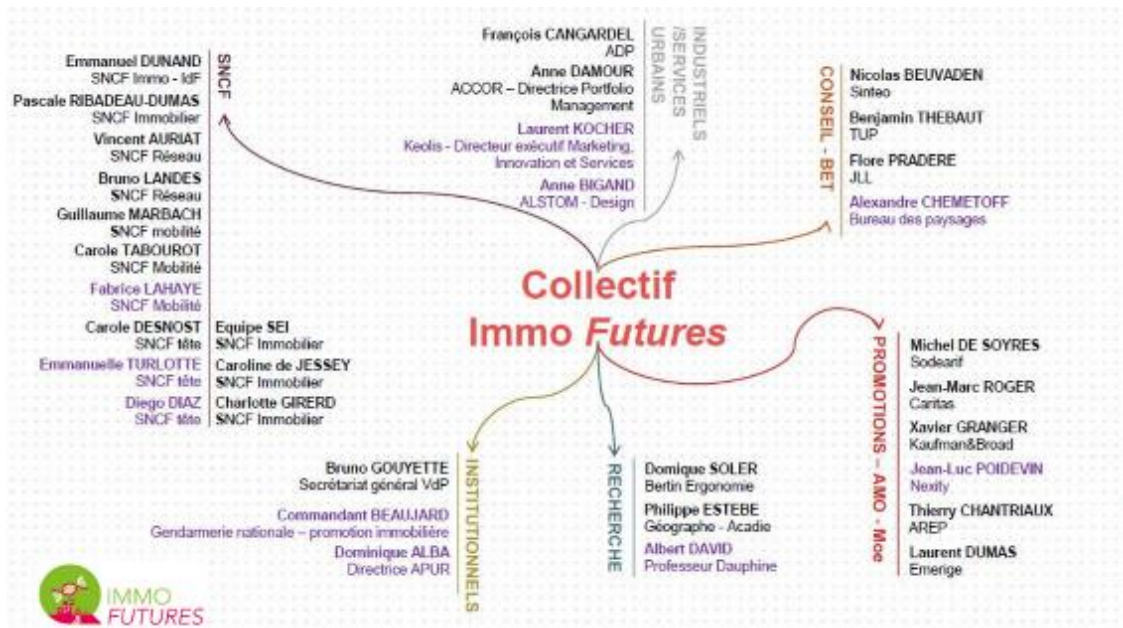 SNCF
Emmanuel DUNAND
SNCF Immo - IdF
Pascale RIBADEAU-DUMAS
SNCF Immobilier
Vincent AURIAT
SNCF Réseau
Bruno LANDES
SNCF Réseau
Guillaume MARBACH
SNCF mobilité
Carole TABOUROT
SNCF Mobilité
Fabrice LAHAYE
SNCF Mobilité
Carole DESNOST
SNCF tête
Emmanuelle TURLOTTE
SNCF tête
Diego DIAZ
SNCF tête
Equipe SEI
SNCF Immobilier
Caroline de JESSEY
SNCF Immobilier
Charlotte GIRERD
SNCF Immobilier
INDUSTRIELS
/SERVICES
URBAINS
François CANGARDEL
ADP
Anne DAMOUR
ACCOR – Directrice Portfolio
Management
Laurent KOCHER
Keolis - Directeur exécutif Marketing,
Innovation et Services
Anne BIGAND
ALSTOM - Design
CONSEIL - BET
Nicolas BEUVADEN
Sinteo
Benjamin THEBAUT
TUP
Flore PRADERE
JLL
Alexandre CHEMETOFF
Bureau des paysages
Collectif
Immo Futures
PROMOTIONS – AMO - Moe
Michel DE SOYRES
Sodearif
Jean-Marc ROGER
Caritas
Xavier GRANGER
Kaufman&Broad
Jean-Luc POIDEVIN
Nexity
Thierry CHANTRIAUX
AREP
Laurent DUMAS
Emerige
INSTITUTIONNELS
Bruno GOUYETTE
Secrétariat général VdP
Commandant BEAUJARD
Gendarmerie nationale – promotion immobilière
Dominique ALBA
Directrice APUR
RECHERCHE
Domique SOLER
Bertin Ergonomie
Philippe ESTEBE
Géographe - Acadie
Albert DAVID
Professeur Dauphine
IMMO
FUTURES